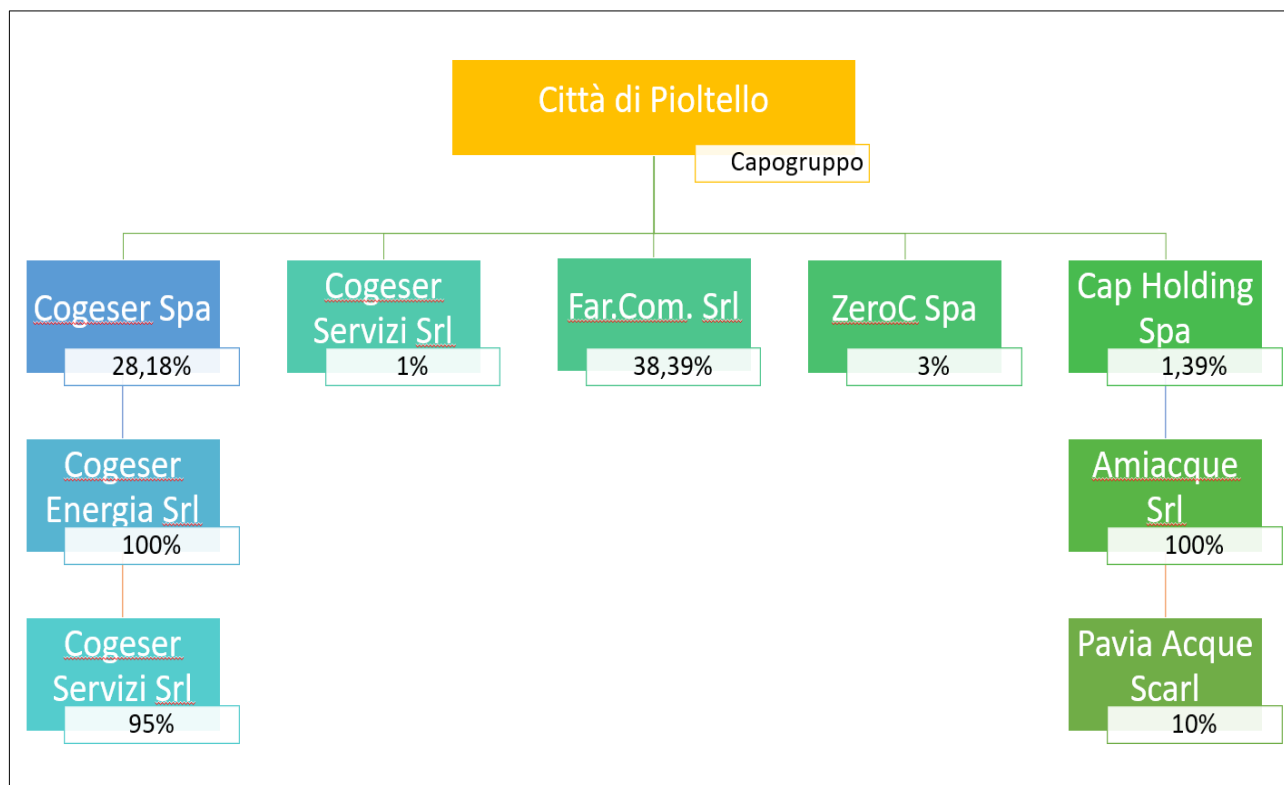 Città di Pioltello
Capogruppo
Cogeser Spa
28,18%
Cogeser
Servizi Srl
1%
Far.Com. Srl
38,39%
ZeroC Spa
3%
Cap Holding
Spa
1,39%
Cogeser
Energia Srl
100%
Amiacque
Srl
100%
Cogeser
Servizi Srl
95%
Pavia Acque
Scarl
10%